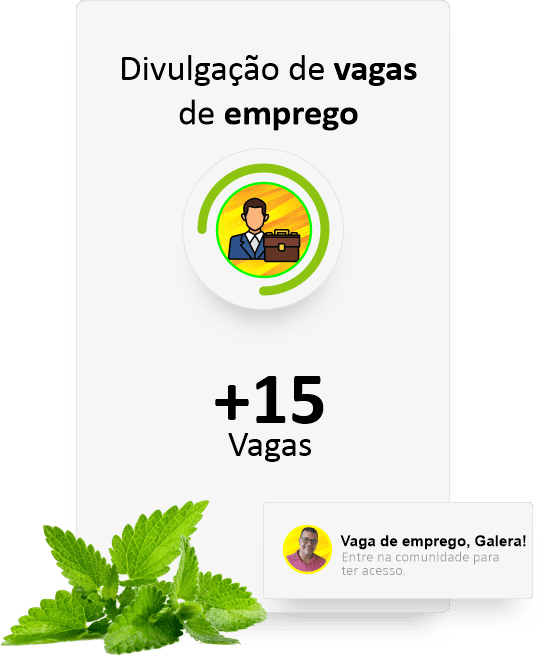 Divulgação de vagas
de emprego
+15
Vagas
Vaga de emprego, Galera!
Entre na comunidade para
ter acesso.